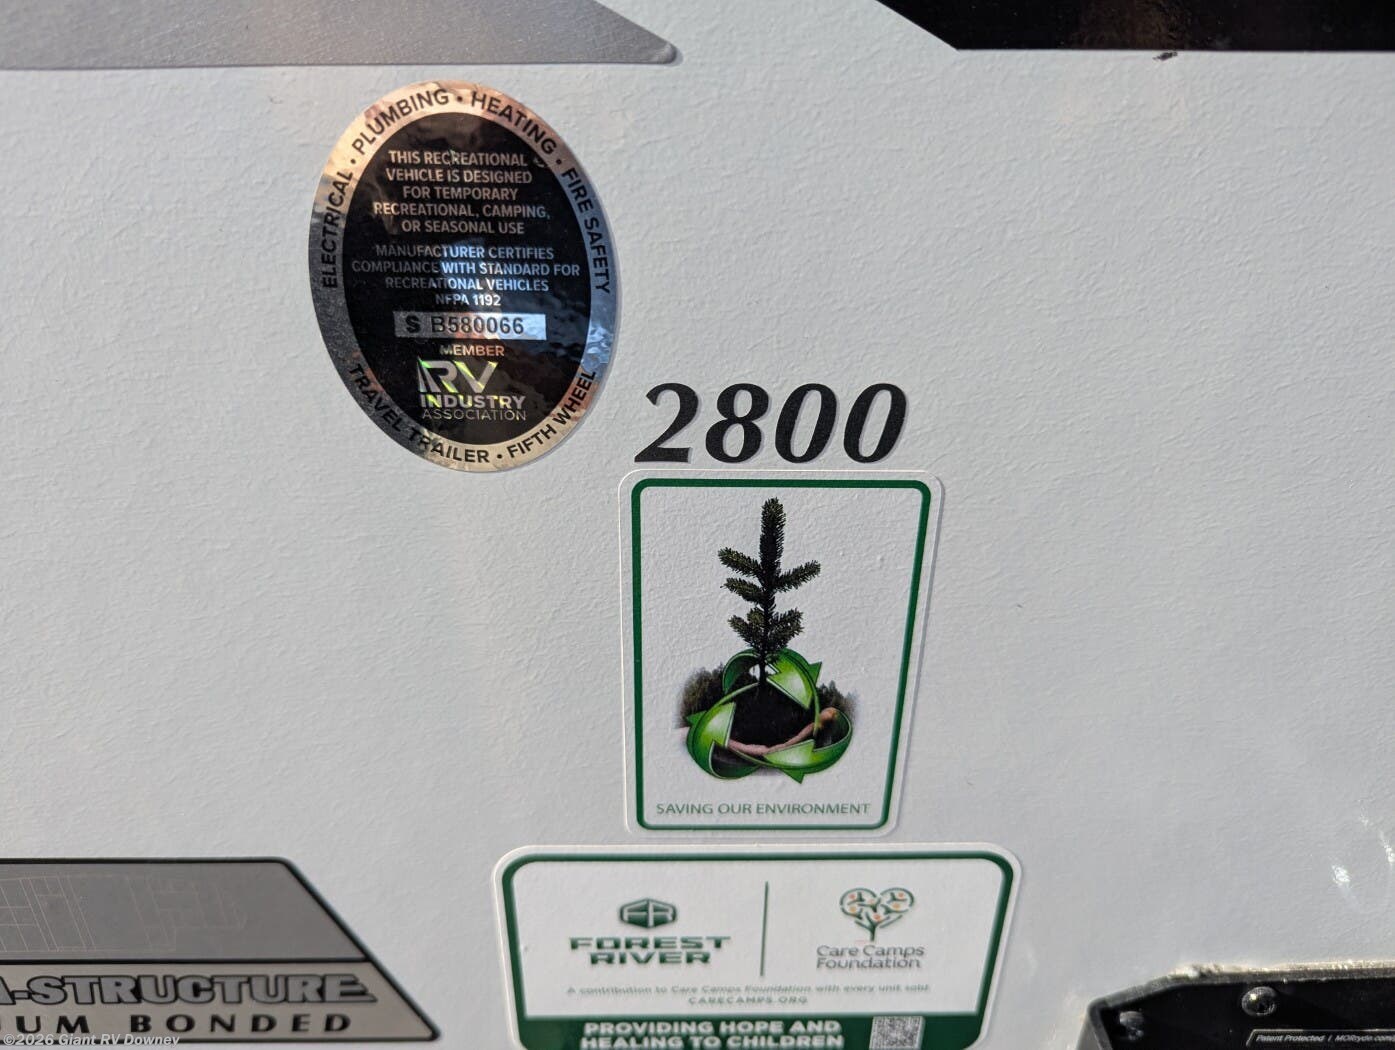 ELECTRICAL • PLUMBING • HEATING • FIRE SAFETY
THIS RECREATIONAL
VEHICLE IS DESIGNED
FOR TEMPORARY
RECREATIONAL, CAMPING,
OR SEASONAL USE
MANUFACTURER CERTIFIES
COMPLIANCE WITH STANDARD FOR
RECREATIONAL VEHICLES
NFPA 1192
S B580066
MEMBER
RV
INDUSTRY
ASSOCIATION
TRAVEL TRAILER • FIFTH WHEEL
2800
SAVING OUR ENVIRONMENT
FR
FOREST
RIVER
Care Camps
Foundation
A contribution to Care Camps Foundation with every unit sold
CARECAMPS.ORG
PROVIDING HOPE AND
HEALING TO CHILDREN
A-STRUCTURE
UM BONDED
Patent Protected | MORryde.com
©2026 Giant RV Downey